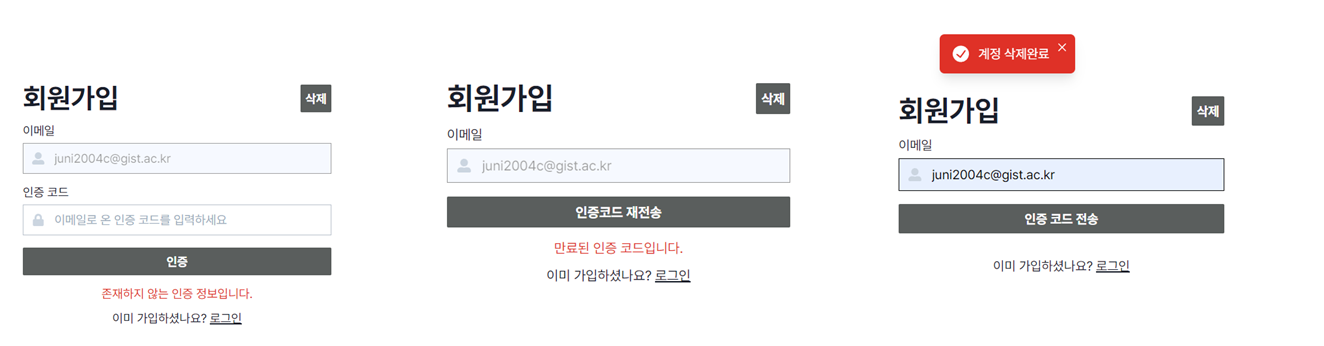 회원가입
삭제
이메일
juni2004c@gist.ac.kr
인증 코드
이메일로 온 인증 코드를 입력하세요
인증
존재하지 않는 인증 정보입니다.
이미 가입하셨나요? 로그인
회원가입
삭제
이메일
juni2004c@gist.ac.kr
인증코드 재전송
만료된 인증 코드입니다.
이미 가입하셨나요? 로그인
계정 삭제완료
회원가입
삭제
이메일
juni2004c@gist.ac.kr
인증 코드 전송
이미 가입하셨나요? 로그인